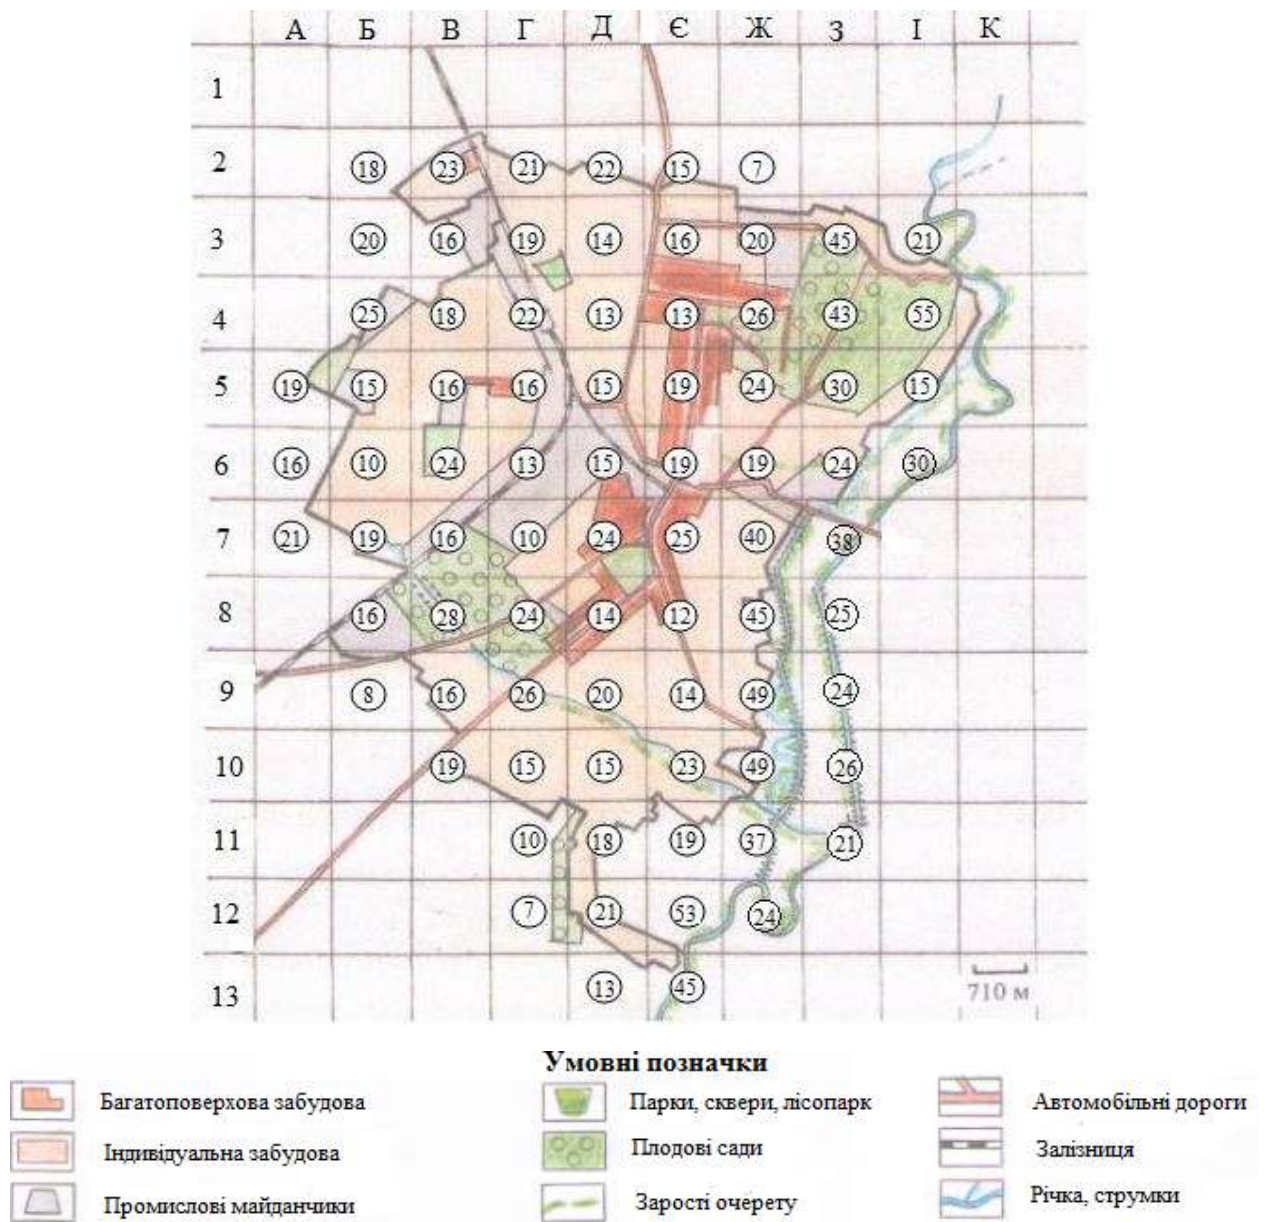 А Б В Г Д Є Ж З І К
1
2 18 23 21 22 15 7
3 20 16 19 14 16 20 45 21
4 25 18 22 13 13 26 43 55
5 19 15 16 16 15 19 24 30 15
6 16 10 24 13 15 19 19 24 30
7 21 19 16 10 24 25 40 38
8 16 28 24 14 12 45 25
9 8 16 26 20 14 49 24
10 19 15 15 23 49 26
11 10 18 19 37 21
12 7 21 53 24
13 13 45
710 м
Умовні позначки
Багатоповерхова забудова Парки, сквери, лісопарк Автомобільні дороги
Індивідуальна забудова Плодові сади Залізниця
Промислові майданчики Зарості очерету Річка, струмки